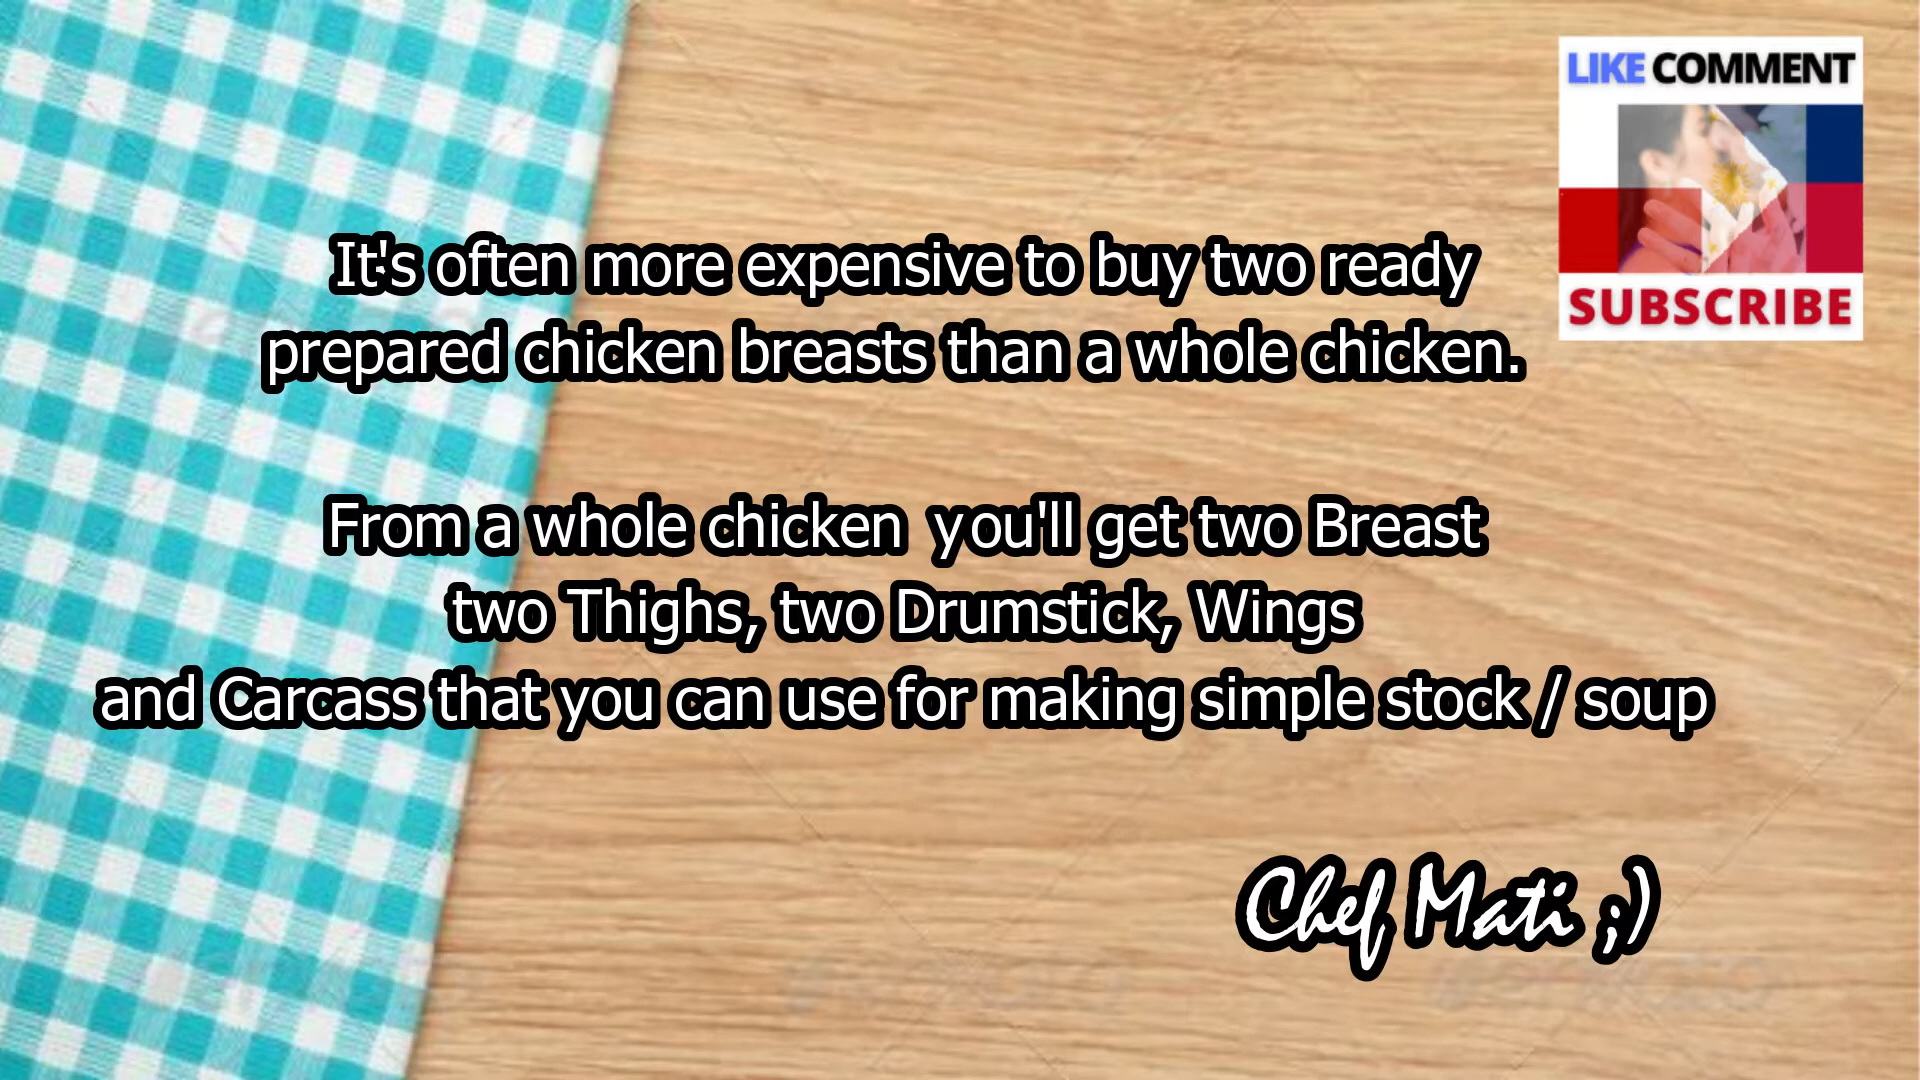 LIKE COMMENT
SUBSCRIBE
It's often more expensive to buy two ready
prepared chicken breasts than a whole chicken.
From a whole chicken you'll get two Breast
two Thighs, two Drumstick, Wings
and Carcass that you can use for making simple stock / soup
Chef Mati ;)